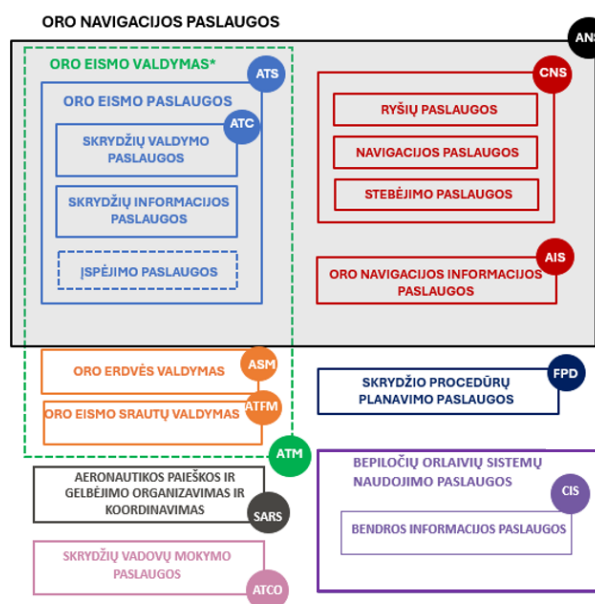 ORO NAVIGACIJOS PASLAUGOS
ANS
ORO EISMO VALDYMAS*
ATS
ORO EISMO PASLAUGOS
ATC
SKRYDŽIŲ VALDYMO
PASLAUGOS
SKRYDŽIŲ INFORMACIJOS
PASLAUGOS
ĮSPĖJIMO PASLAUGOS
CNS
RYŠIŲ PASLAUGOS
NAVIGACIJOS PASLAUGOS
STEBĖJIMO PASLAUGOS
AIS
ORO NAVIGACIJOS INFORMACIJOS
PASLAUGOS
ASM
ORO ERDVĖS VALDYMAS
ATFM
ORO EISMO SRAUTŲ VALDYMAS
ATM
FPD
SKRYDŽIO PROCEDŪRŲ
PLANAVIMO PASLAUGOS
AERONAUTIKOS PAIEŠKOS IR
GELBĖJIMO ORGANIZAVIMAS IR
KOORDINAVIMAS
SARS
BEPILOČIŲ ORLAIVIŲ SISTEMŲ
NAUDOJIMO PASLAUGOS
CIS
BENDROS INFORMACIJOS PASLAUGOS
SKRYDŽIŲ VADOVŲ MOKYMO
PASLAUGOS
ATCO